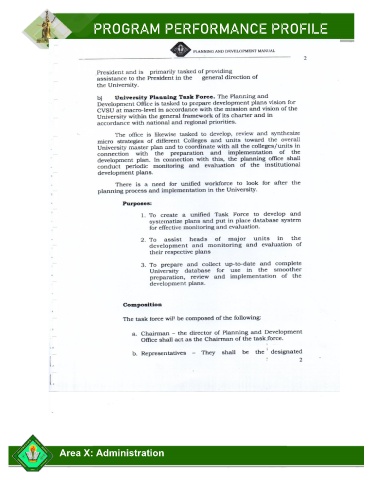 PROGRAM PERFORMANCE PROFILE
PLANNING AND DEVELOPMENT MANUAL
2
President and is primarily tasked of providing
assistance to the President in the general direction of
the University.
b) University Planning Task Force. The Planning and
Development Office is tasked to prepare development plans vision for
CVSU at macro-level in accordance with the mission and vision of the
University within the general framework of its charter and in
accordance with national and regional priorities.
The office is likewise tasked to develop, review and synthesize
micro strategies of different Colleges and units toward the overall
University master plan and to coordinate with all the colleges/units in
connection with the preparation and implementation of the
development plan. In connection with this, the planning office shall
conduct periodic monitoring and evaluation of the institutional
development plans.
There is a need for unified workforce to look for after the
planning process and implementation in the University.
Purposes:
1. To create a unified Task Force to develop and
systematize plans and put in place database system
for effective monitoring and evaluation.
2. To assist heads of major units in the
development and monitoring and evaluation of
their respective plans
3. To prepare and collect up-to-date and complete
University database for use in the smoother
preparation, review and implementation of the
development plans.
Composition
The task force will be composed of the following:
a. Chairman – the director of Planning and Development
Office shall act as the Chairman of the task force.
b. Representatives – They shall be the designated
2
Area X: Administration